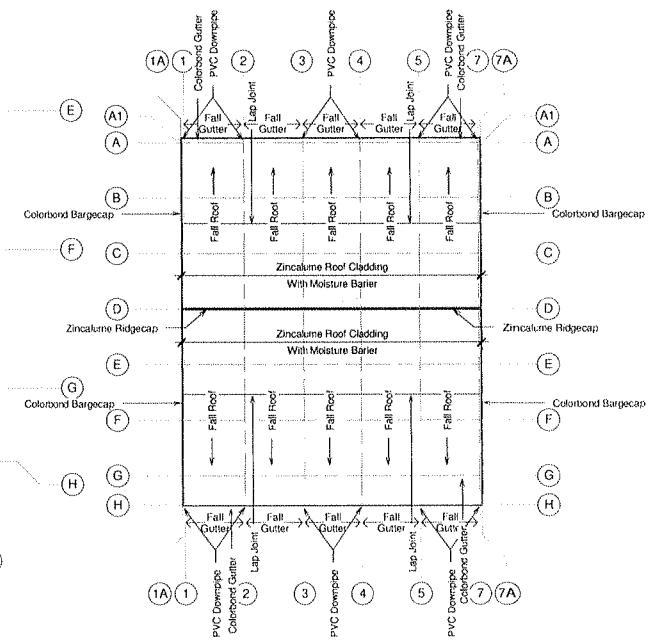 PVC Downpipe
PVC Downpipe
PVC Downpipe
Colorbond Gutter
Colorbond Gutter
1A
1
2
3
4
5
7
7A
Lap Joint
Lap Joint
E
A1
A1
Fall
Gutter
Fall
Gutter
Fall
Gutter
Fall
Gutter
Fall
Gutter
A
A
B
B
Colorbond Bargecap
Colorbond Bargecap
Fall Roof
Fall Roof
Fall Roof
Fall Roof
Fall Roof
F
C
C
Zincalume Roof Cladding
With Moisture Barier
D
D
Zincalume Ridgecap
Zincalume Ridgecap
Zincalume Roof Cladding
With Moisture Barier
E
E
G
Colorbond Bargecap
Colorbond Bargecap
Fall Roof
Fall Roof
Fall Roof
Fall Roof
Fall Roof
F
F
G
G
H
H
H
Fall
Gutter
Fall
Gutter
Fall
Gutter
Fall
Gutter
Fall
Gutter
Lap Joint
Lap Joint
1A
1
2
3
4
5
7
7A
PVC Downpipe
Colorbond Gutter
PVC Downpipe
PVC Downpipe
Colorbond Gutter